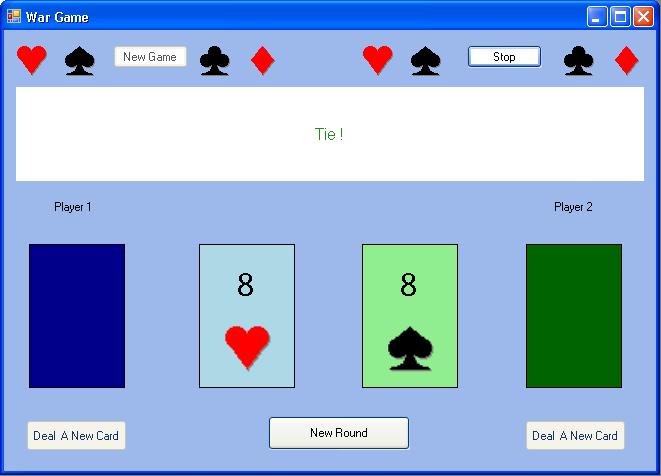 War Game
New Game
Stop
Tie !
Player 1
Player 2
8
8
Deal A New Card
New Round
Deal A New Card